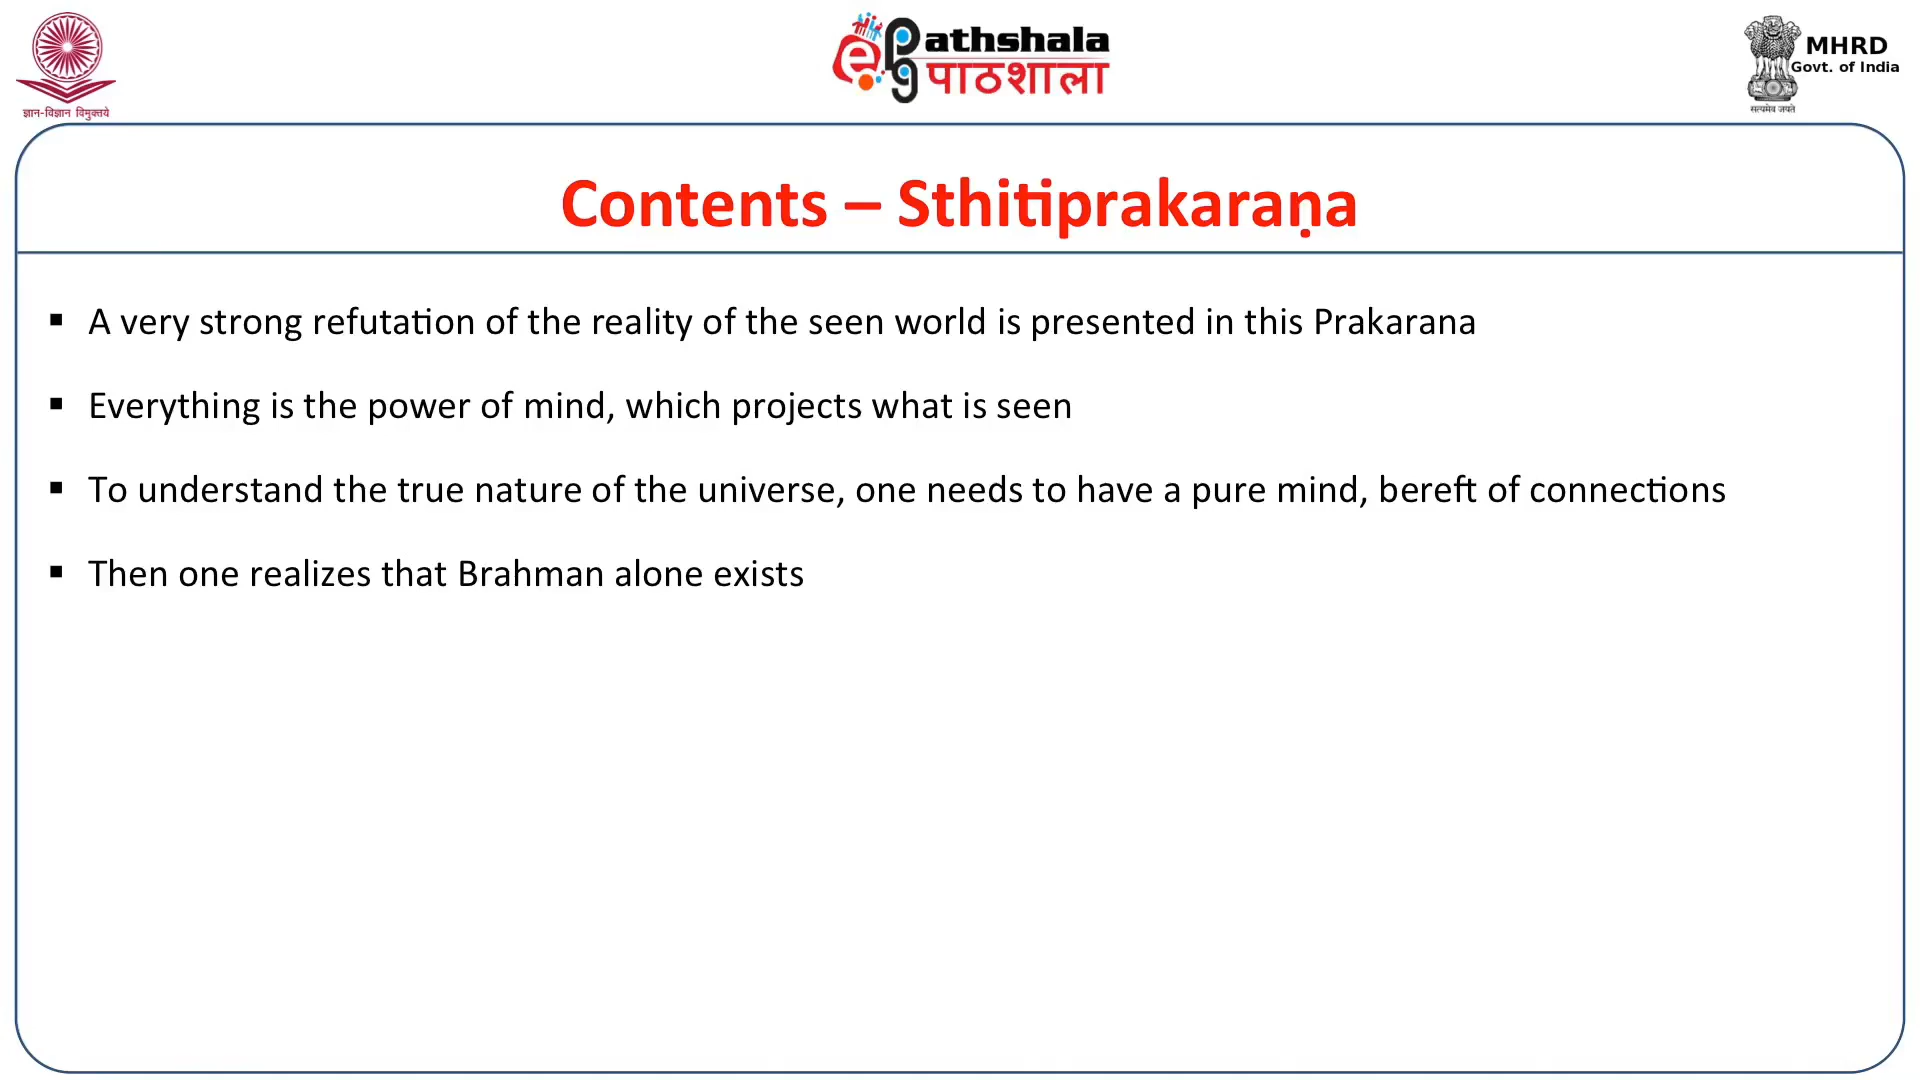 ज्ञान-विज्ञान विमुक्तये
ePathshala
पाठशाला
MHRD
Govt. of India
सत्यमेव जयते
Contents – Sthitiprakaraṇa
▪ A very strong refutation of the reality of the seen world is presented in this Prakarana
▪ Everything is the power of mind, which projects what is seen
▪ To understand the true nature of the universe, one needs to have a pure mind, bereft of connections
▪ Then one realizes that Brahman alone exists